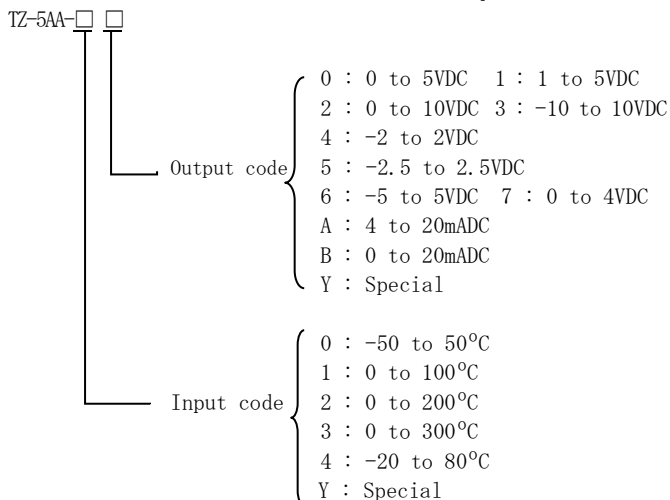 TZ-5AA-□ □
0 : 0 to 5VDC 1 : 1 to 5VDC
2 : 0 to 10VDC 3 : -10 to 10VDC
4 : -2 to 2VDC
Output code 5 : -2.5 to 2.5VDC
6 : -5 to 5VDC 7 : 0 to 4VDC
A : 4 to 20mADC
B : 0 to 20mADC
Y : Special
0 : -50 to 50°C
1 : 0 to 100°C
Input code 2 : 0 to 200°C
3 : 0 to 300°C
4 : -20 to 80°C
Y : Special